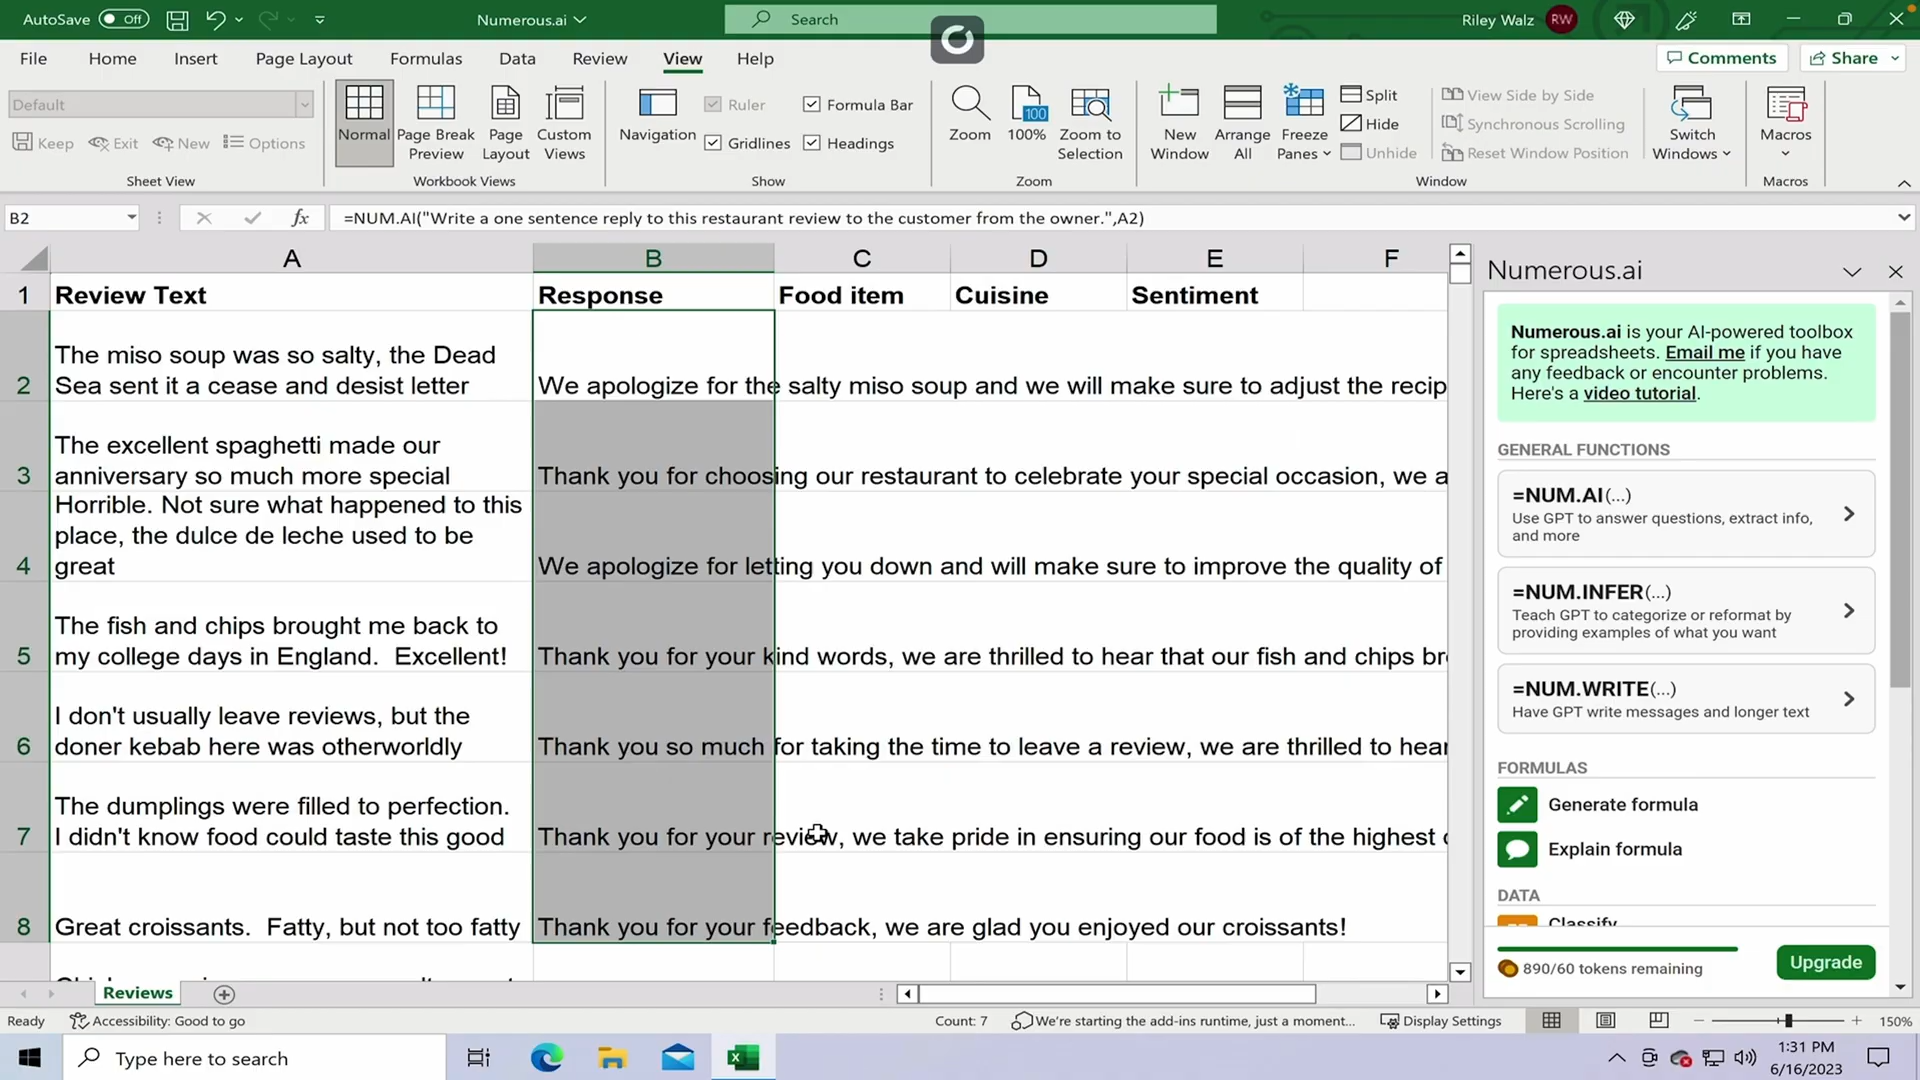 AutoSave Off Numerous.ai Search Riley Walz RW
File Home Insert Page Layout Formulas Data Review View Help Comments Share
Default
Keep Exit New Options
Sheet View
Normal Page Break Preview Page Layout Custom Views
Workbook Views
Navigation Ruler Formula Bar
Gridlines Headings
Show
Zoom 100 100% Zoom to Selection
Zoom
New Window Arrange All Freeze Panes Split
Hide
Unhide
View Side by Side
Synchronous Scrolling
Reset Window Position
Switch Windows
Window
Macros
Macros
B2 fx =NUM.AI("Write a one sentence reply to this restaurant review to the customer from the owner.",A2)
A B C D E F
1 Review Text Response Food item Cuisine Sentiment
The miso soup was so salty, the Dead
2 Sea sent it a cease and desist letter We apologize for the salty miso soup and we will make sure to adjust the recip
The excellent spaghetti made our
3 anniversary so much more special Thank you for choosing our restaurant to celebrate your special occasion, we a
Horrible. Not sure what happened to this
place, the dulce de leche used to be
4 great We apologize for letting you down and will make sure to improve the quality of
The fish and chips brought me back to
5 my college days in England.  Excellent! Thank you for your kind words, we are thrilled to hear that our fish and chips br
I don't usually leave reviews, but the
6 doner kebab here was otherworldly Thank you so much for taking the time to leave a review, we are thrilled to hear
The dumplings were filled to perfection.
7 I didn't know food could taste this good Thank you for your review, we take pride in ensuring our food is of the highest
8 Great croissants.  Fatty, but not too fatty Thank you for your feedback, we are glad you enjoyed our croissants!
Numerous.ai
Numerous.ai is your AI-powered toolbox
for spreadsheets. Email me if you have
any feedback or encounter problems.
Here's a video tutorial.
GENERAL FUNCTIONS
=NUM.AI(...)
Use GPT to answer questions, extract info,
and more
=NUM.INFER(...)
Teach GPT to categorize or reformat by
providing examples of what you want
=NUM.WRITE(...)
Have GPT write messages and longer text
FORMULAS
Generate formula
Explain formula
DATA
Classify
890/60 tokens remaining Upgrade
Reviews
Ready Accessibility: Good to go Count: 7 We're starting the add-ins runtime, just a moment... Display Settings 150%
Type here to search
1:31 PM
6/16/2023